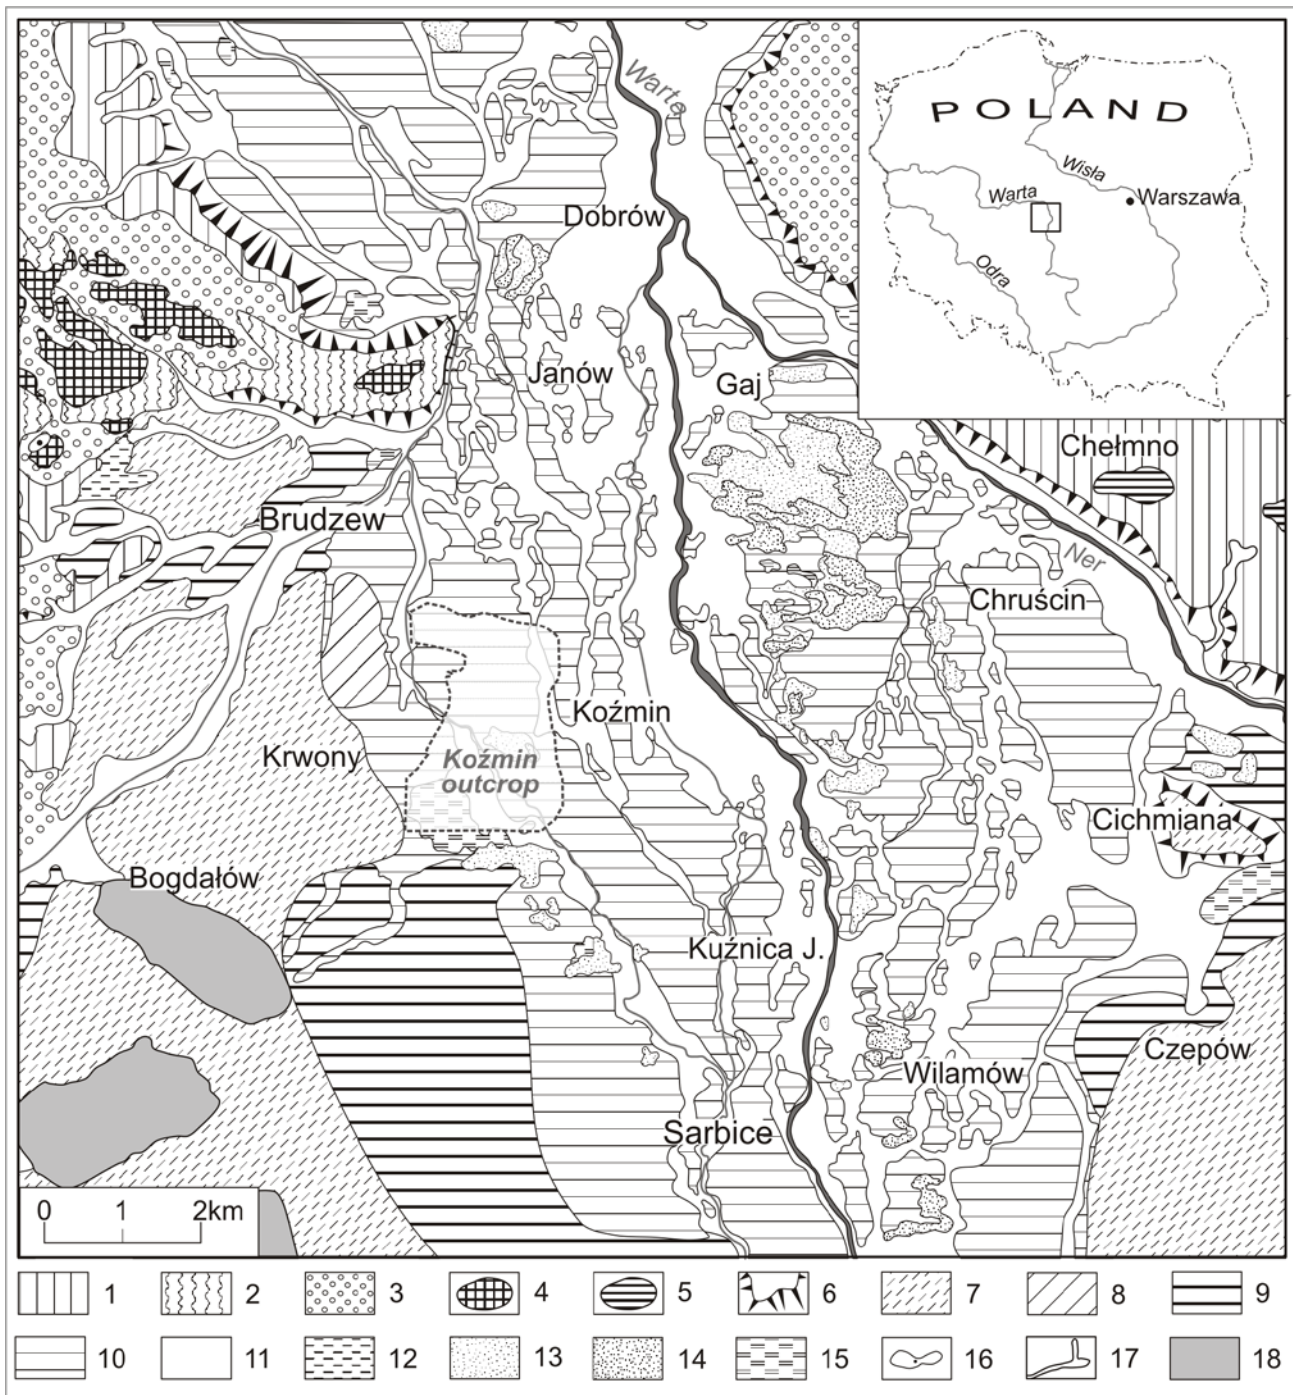 Warta
POLAND
Wisła
Warta
Warszawa
Odra
Dobrów
Janów
Gaj
Chełmno
Brudzew
Ner
Chruścin
Koźmin
Krwony
Koźmin
outcrop
Cichmiana
Bogdałów
Kuźnica J.
Czepów
Wilamów
Sarbice
0 1 2km
1 2 3 4 5 6 7 8 9
10 11 12 13 14 15 16 17 18